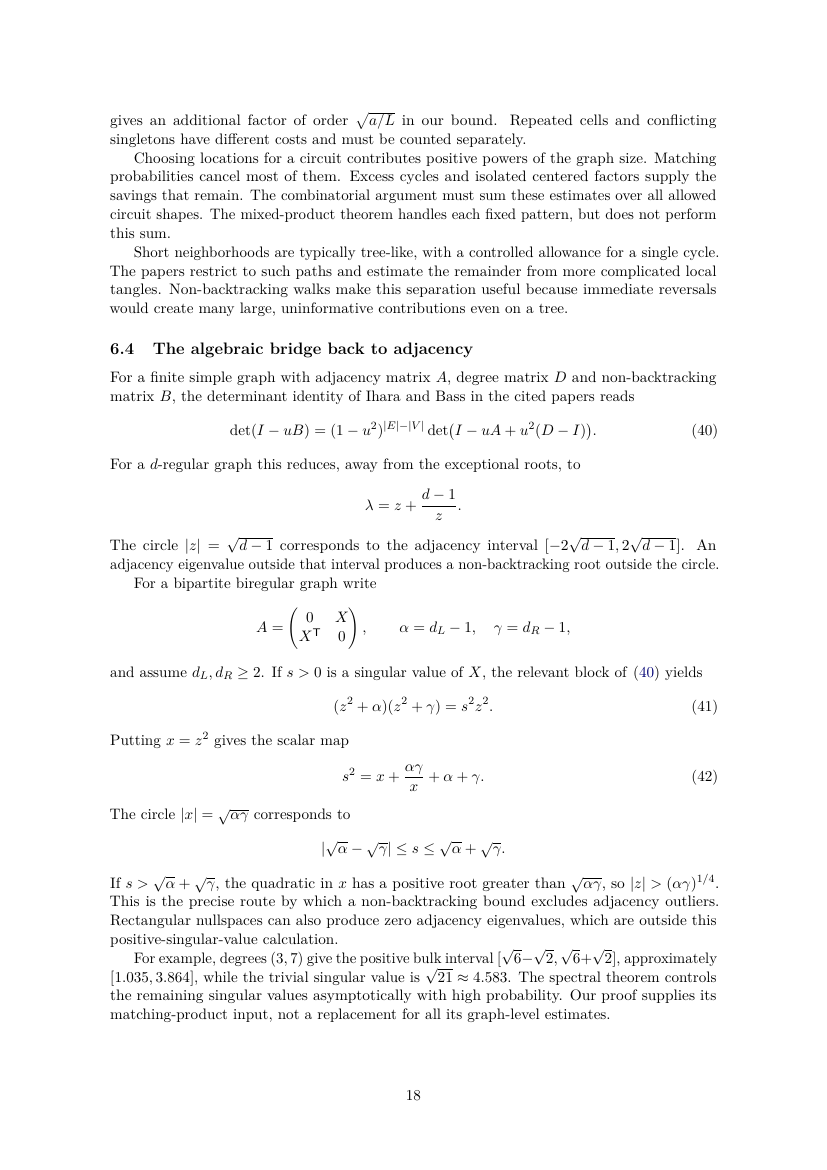 gives an additional factor of order √a/L in our bound. Repeated cells and conflicting
singletons have different costs and must be counted separately.
Choosing locations for a circuit contributes positive powers of the graph size. Matching
probabilities cancel most of them. Excess cycles and isolated centered factors supply the
savings that remain. The combinatorial argument must sum these estimates over all allowed
circuit shapes. The mixed-product theorem handles each fixed pattern, but does not perform
this sum.
Short neighborhoods are typically tree-like, with a controlled allowance for a single cycle.
The papers restrict to such paths and estimate the remainder from more complicated local
tangles. Non-backtracking walks make this separation useful because immediate reversals
would create many large, uninformative contributions even on a tree.
6.4 The algebraic bridge back to adjacency
For a finite simple graph with adjacency matrix A, degree matrix D and non-backtracking
matrix B, the determinant identity of Ihara and Bass in the cited papers reads
det(I − uB) = (1 − u²)^{|E|−|V|} det(I − uA + u²(D − I)). (40)
For a d-regular graph this reduces, away from the exceptional roots, to
λ = z + (d − 1)/z.
The circle |z| = √(d − 1) corresponds to the adjacency interval [−2√(d − 1), 2√(d − 1)]. An
adjacency eigenvalue outside that interval produces a non-backtracking root outside the circle.
For a bipartite biregular graph write
A = ( 0 X ; X^T 0 ), α = d_L − 1, γ = d_R − 1,
and assume d_L, d_R ≥ 2. If s > 0 is a singular value of X, the relevant block of (40) yields
(z² + α)(z² + γ) = s²z². (41)
Putting x = z² gives the scalar map
s² = x + αγ/x + α + γ. (42)
The circle |x| = √(αγ) corresponds to
|√α − √γ| ≤ s ≤ √α + √γ.
If s > √α + √γ, the quadratic in x has a positive root greater than √(αγ), so |z| > (αγ)^{1/4}.
This is the precise route by which a non-backtracking bound excludes adjacency outliers.
Rectangular nullspaces can also produce zero adjacency eigenvalues, which are outside this
positive-singular-value calculation.
For example, degrees (3, 7) give the positive bulk interval [√6−√2, √6+√2], approximately
[1.035, 3.864], while the trivial singular value is √21 ≈ 4.583. The spectral theorem controls
the remaining singular values asymptotically with high probability. Our proof supplies its
matching-product input, not a replacement for all its graph-level estimates.
18